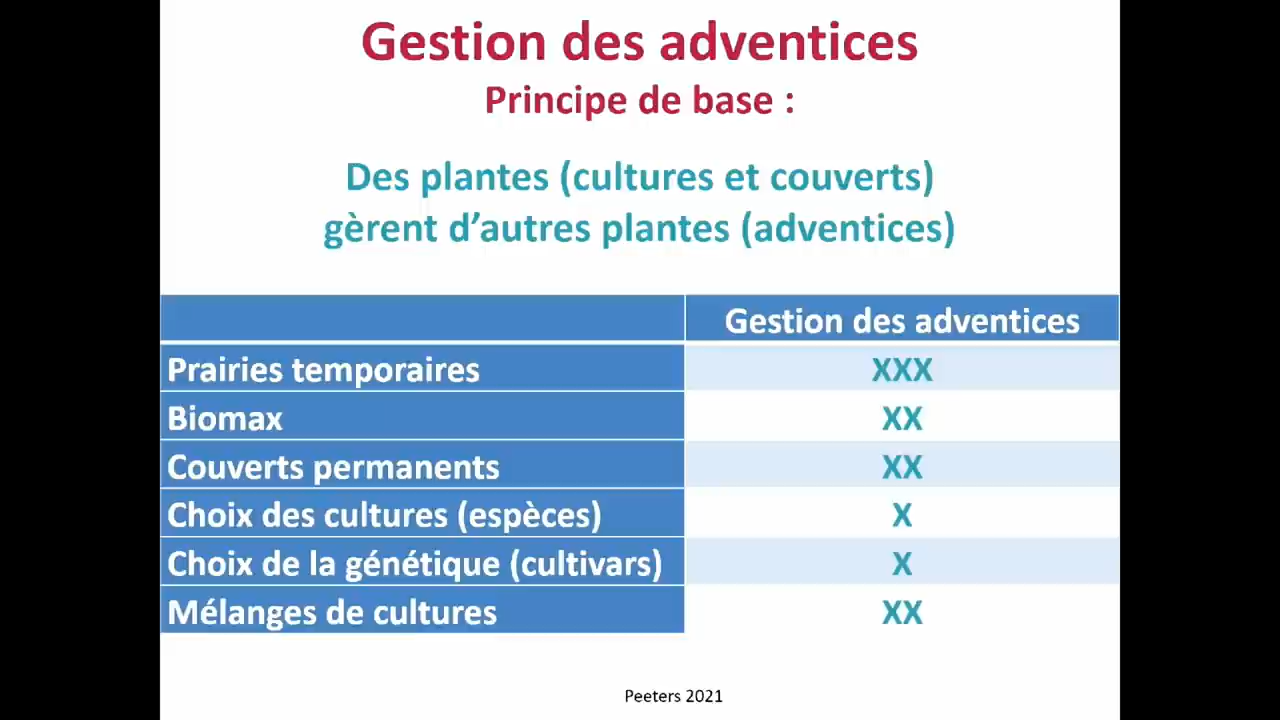 Gestion des adventices
Principe de base :
Des plantes (cultures et couverts)
gèrent d’autres plantes (adventices)
Gestion des adventices
Prairies temporaires XXX
Biomax XX
Couverts permanents XX
Choix des cultures (espèces) X
Choix de la génétique (cultivars) X
Mélanges de cultures XX
Peeters 2021